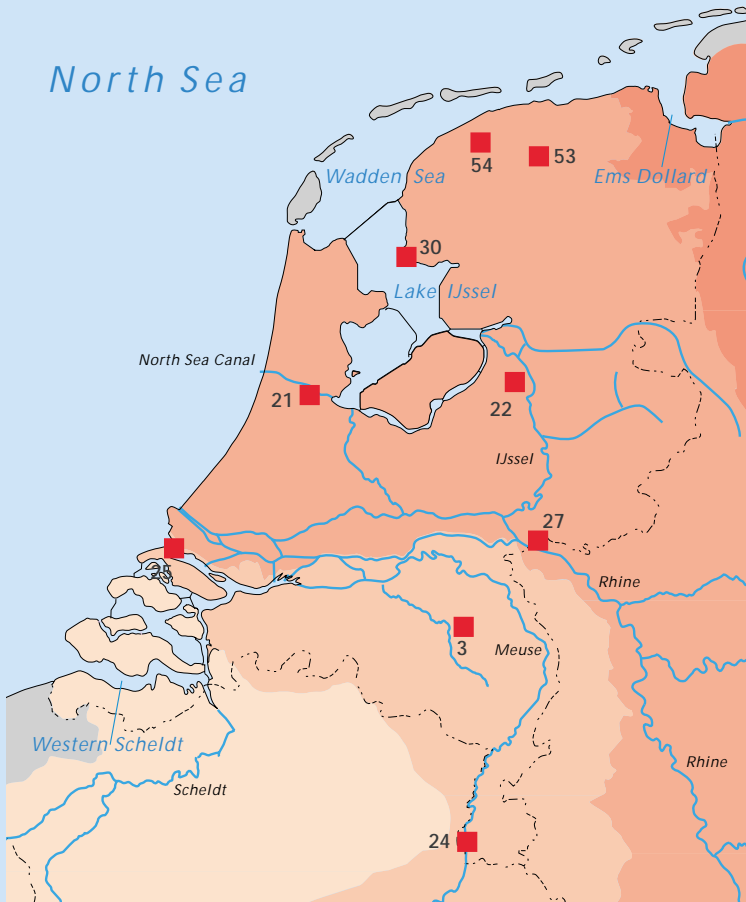 North Sea
54
53
Wadden Sea
Ems Dollard
30
Lake IJssel
North Sea Canal
21
22
IJssel
27
25
Rhine
3
Meuse
Western Scheldt
Rhine
Scheldt
24